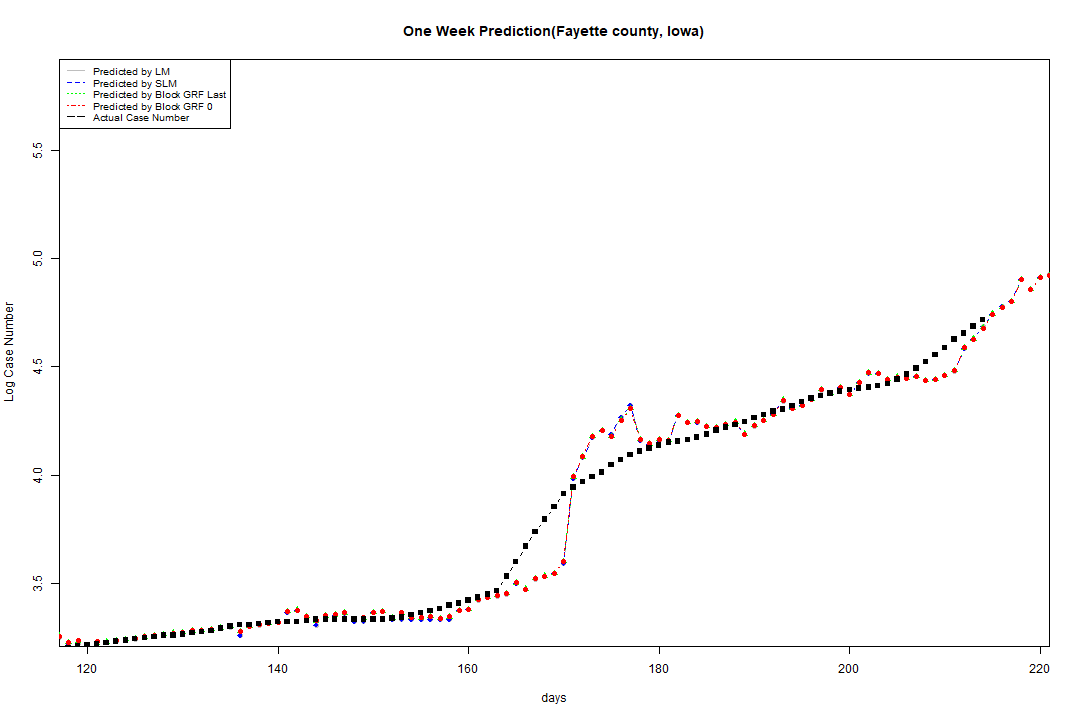 One Week Prediction(Fayette county, Iowa)
Predicted by LM
Predicted by SLM
Predicted by Block GRF Last
Predicted by Block GRF 0
Actual Case Number
5.5
5.0
4.5
4.0
3.5
Log Case Number
120 140 160 180 200 220
days